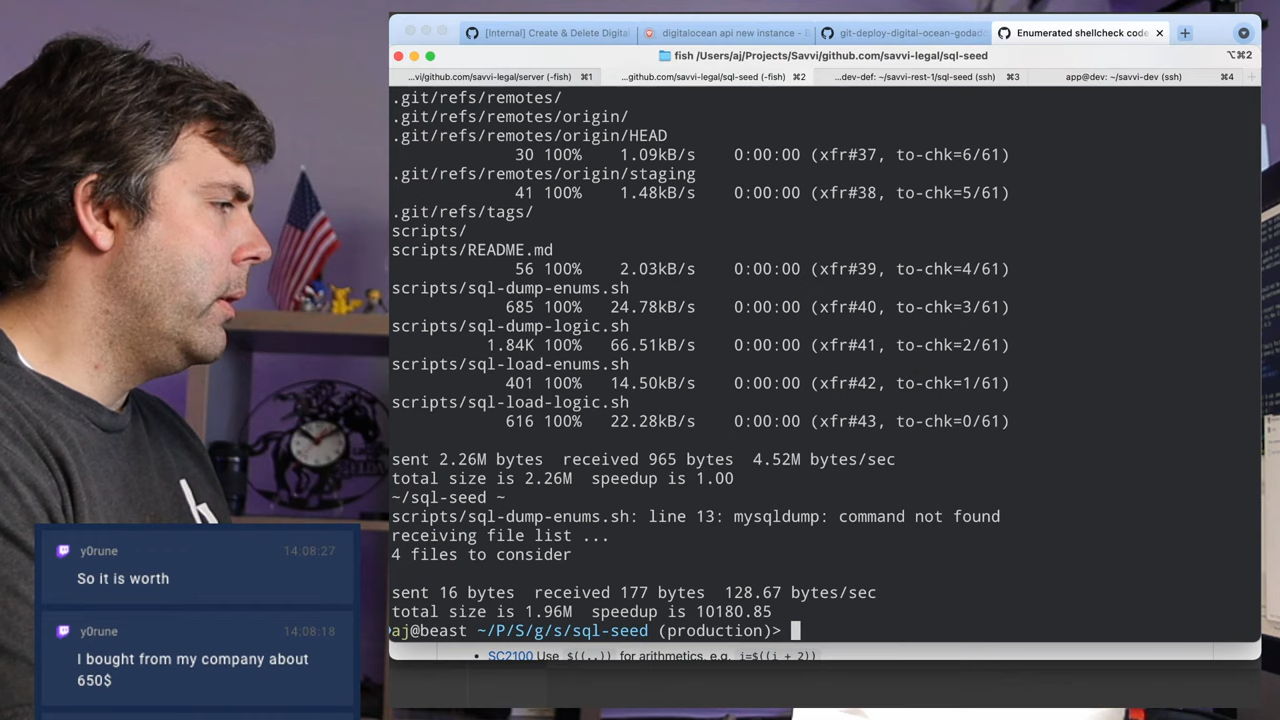 [Internal] Create & Delete Digital
digitalocean api new instance - B
git-deploy-digital-ocean-godadd
Enumerated shellcheck code
fish /Users/aj/Projects/Savvi/github.com/savvi-legal/sql-seed
⌥⌘2
...vi/github.com/savvi-legal/server (-fish) ⌘1
...github.com/savvi-legal/sql-seed (-fish) ⌘2
...dev-def: ~/savvi-rest-1/sql-seed (ssh) ⌘3
app@dev: ~/savvi-dev (ssh) ⌘4
.git/refs/remotes/
.git/refs/remotes/origin/
.git/refs/remotes/origin/HEAD
30 100% 1.09kB/s 0:00:00 (xfr#37, to-chk=6/61)
.git/refs/remotes/origin/staging
41 100% 1.48kB/s 0:00:00 (xfr#38, to-chk=5/61)
.git/refs/tags/
scripts/
scripts/README.md
56 100% 2.03kB/s 0:00:00 (xfr#39, to-chk=4/61)
scripts/sql-dump-enums.sh
685 100% 24.78kB/s 0:00:00 (xfr#40, to-chk=3/61)
scripts/sql-dump-logic.sh
1.84K 100% 66.51kB/s 0:00:00 (xfr#41, to-chk=2/61)
scripts/sql-load-enums.sh
401 100% 14.50kB/s 0:00:00 (xfr#42, to-chk=1/61)
scripts/sql-load-logic.sh
616 100% 22.28kB/s 0:00:00 (xfr#43, to-chk=0/61)
sent 2.26M bytes received 965 bytes 4.52M bytes/sec
total size is 2.26M speedup is 1.00
~/sql-seed ~
scripts/sql-dump-enums.sh: line 13: mysqldump: command not found
receiving file list ...
4 files to consider
sent 16 bytes received 177 bytes 128.67 bytes/sec
total size is 1.96M speedup is 10180.85
aj@beast ~/P/S/g/s/sql-seed (production)>
• SC2100 Use $((..)) for arithmetics, e.g. i=$((i + 2))
y0rune 14:08:27
So it is worth
y0rune 14:08:18
I bought from my company about
650$